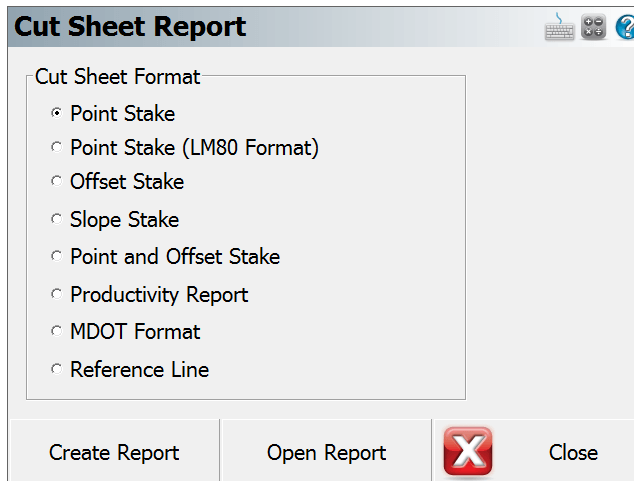 Cut Sheet Report
Cut Sheet Format
Point Stake
Point Stake (LM80 Format)
Offset Stake
Slope Stake
Point and Offset Stake
Productivity Report
MDOT Format
Reference Line
Create Report
Open Report
X
Close